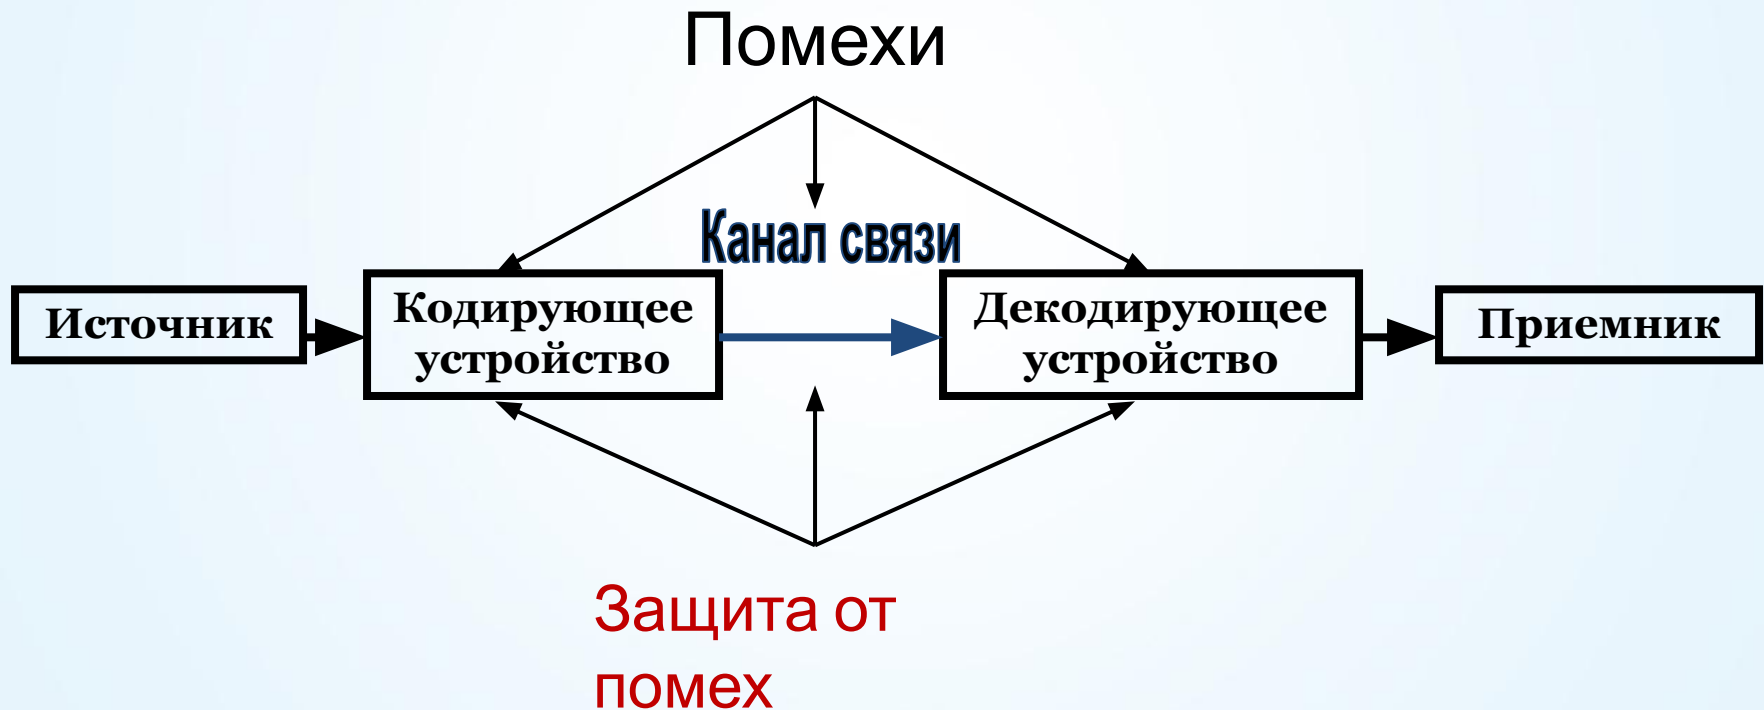 Помехи
Канал связи
Источник
Кодирующее
устройство
Декодирующее
устройство
Приемник
Защита от
помех